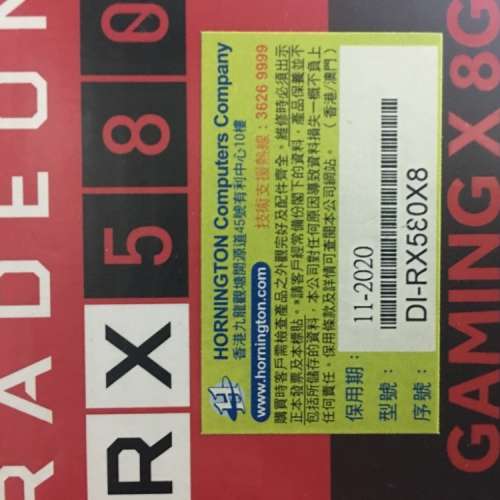 RADEON
RX 580
GAMING X 8G
HORNINGTON Computers Company
香港九龍觀塘開源道45號有利中心10樓
www.hornington.com 技術支援熱線：3626 9999
購買時客戶需檢查產品之外觀完好及配件齊全。維修時必須出示
正本發票及本標貼。*請客戶經常備份閣下的資料，產品保養並不
包括所儲存的資料，本公司對任何原因導致資料損失一概不負上
任何責任。保用條款及詳情可查閱本公司網站。（香港/澳門）
保用期： 11-2020
型號：
序號： DI-RX580X8